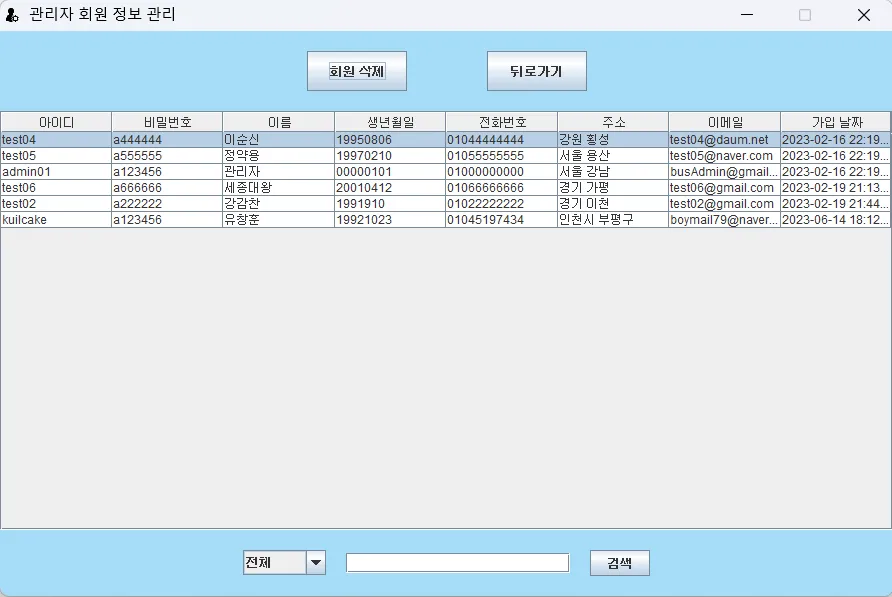 관리자 회원 정보 관리
회원 삭제 뒤로가기
아이디 비밀번호 이름 생년월일 전화번호 주소 이메일 가입 날짜
test04 a444444 이순신 19950806 01044444444 강원 횡성 test04@daum.net 2023-02-16 22:19...
test05 a555555 정약용 19970210 01055555555 서울 용산 test05@naver.com 2023-02-16 22:19...
admin01 a123456 관리자 00000101 01000000000 서울 강남 busAdmin@gmail... 2023-02-16 22:19...
test06 a666666 세종대왕 20010412 01066666666 경기 가평 test06@gmail.com 2023-02-19 21:13...
test02 a222222 강감찬 1991910 01022222222 경기 이천 test02@gmail.com 2023-02-19 21:44...
kuilcake a123456 유창훈 19921023 01045197434 인천시 부평구 boymail79@naver... 2023-06-14 18:12...
전체 검색